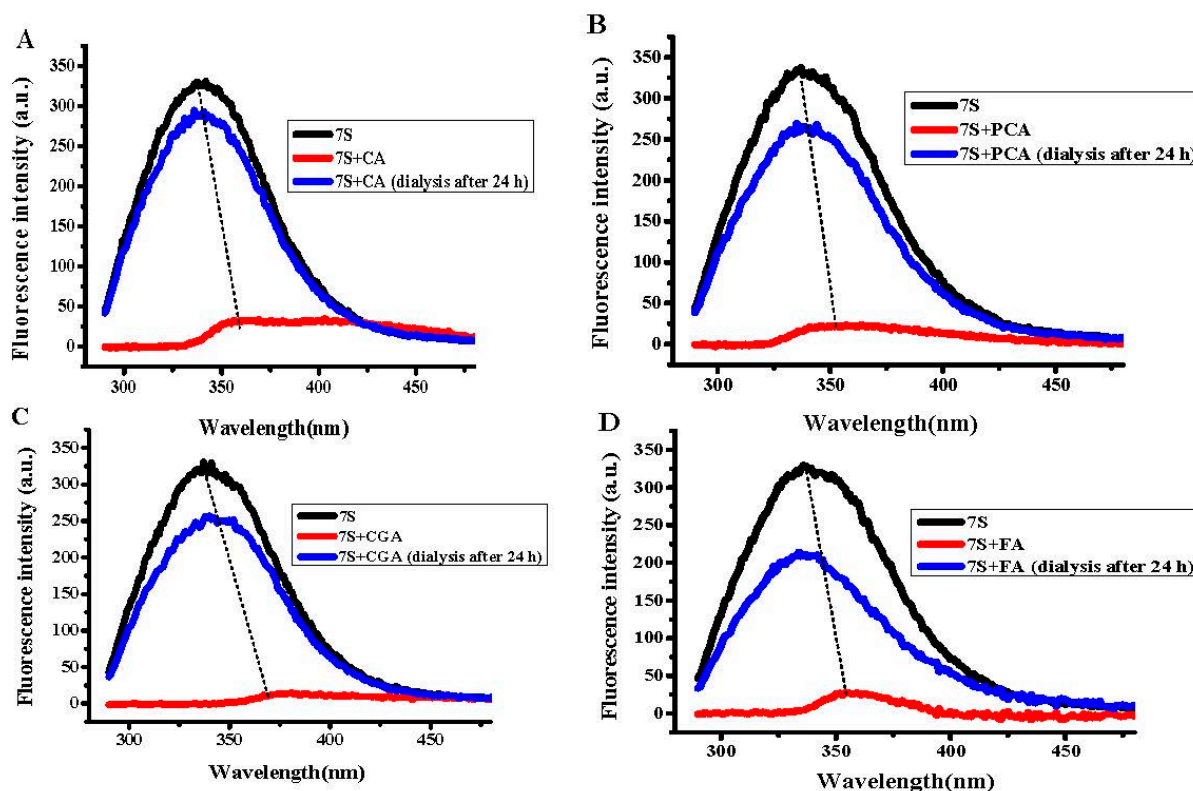 A
Fluorescence intensity (a.u.)
350
300
250
200
150
100
50
0
7S
7S+CA
7S+CA (dialysis after 24 h)
300 350 400 450
Wavelength(nm)
B
Fluorescence intensity (a.u.)
350
300
250
200
150
100
50
0
7S
7S+PCA
7S+PCA (dialysis after 24 h)
300 350 400 450
Wavelength(nm)
C
Fluorescence intensity (a.u.)
350
300
250
200
150
100
50
0
7S
7S+CGA
7S+CGA (dialysis after 24 h)
300 350 400 450
Wavelength(nm)
D
Fluorescence intensity (a.u.)
350
300
250
200
150
100
50
0
7S
7S+FA
7S+FA (dialysis after 24 h)
300 350 400 450
Wavelength(nm)